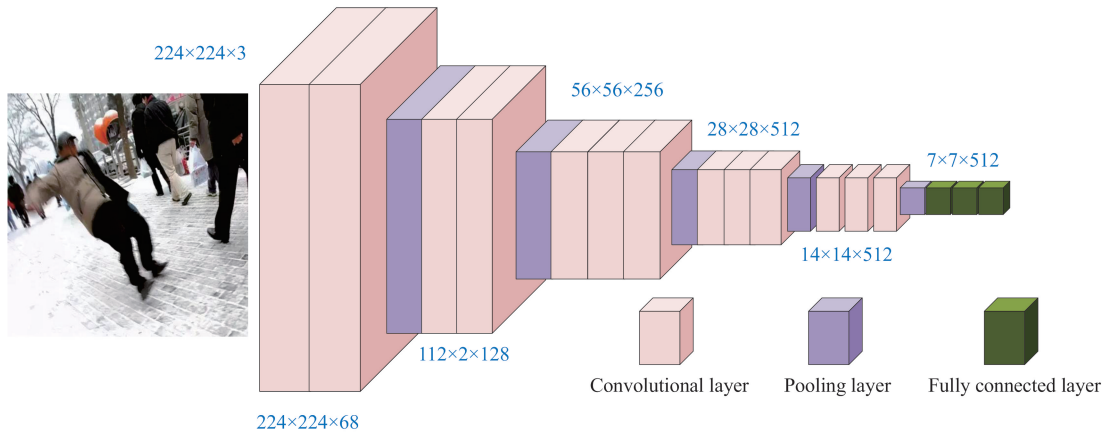 224×224×3
56×56×256
28×28×512
7×7×512
14×14×512
112×2×128
224×224×68
Convolutional layer
Pooling layer
Fully connected layer